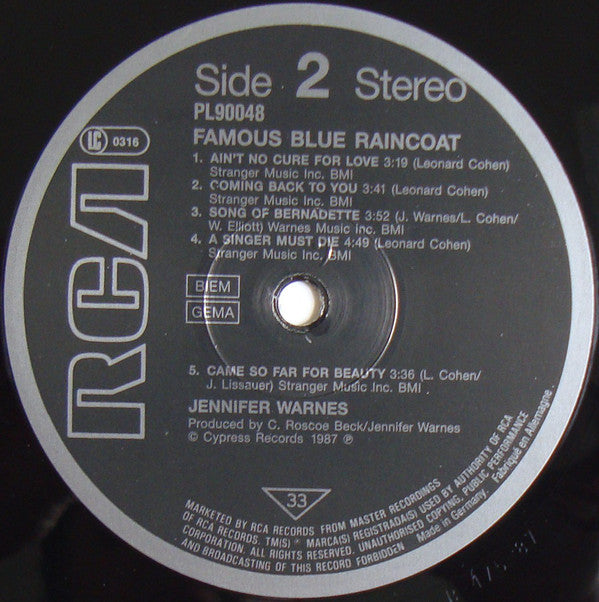 Side 2 Stereo
PL90048
FAMOUS BLUE RAINCOAT
LC 0316
1. AIN'T NO CURE FOR LOVE 3:19 (Leonard Cohen)
Stranger Music Inc. BMI
2. COMING BACK TO YOU 3:41 (Leonard Cohen)
Stranger Music Inc. BMI
3. SONG OF BERNADETTE 3:52 (J. Warnes/L. Cohen/
W. Elliott) Warnes Music Inc. BMI
4. A SINGER MUST DIE 4:49 (Leonard Cohen)
Stranger Music Inc. BMI
RCA
BIEM
GEMA
5. CAME SO FAR FOR BEAUTY 3:36 (L. Cohen/
J. Lissauer) Stranger Music Inc. BMI
JENNIFER WARNES
Produced by C. Roscoe Beck/Jennifer Warnes
© Cypress Records 1987 ℗
33
MARKETED BY RCA RECORDS FROM MASTER RECORDINGS
OF RCA RECORDS. TM(S) ® MARCA(S) REGISTRADA(S) USED BY AUTHORITY OF RCA
CORPORATION. ALL RIGHTS RESERVED. UNAUTHORISED COPYING, PUBLIC PERFORMANCE
AND BROADCASTING OF THIS RECORD FORBIDDEN
Made in Germany. Fabriqué en Allemagne